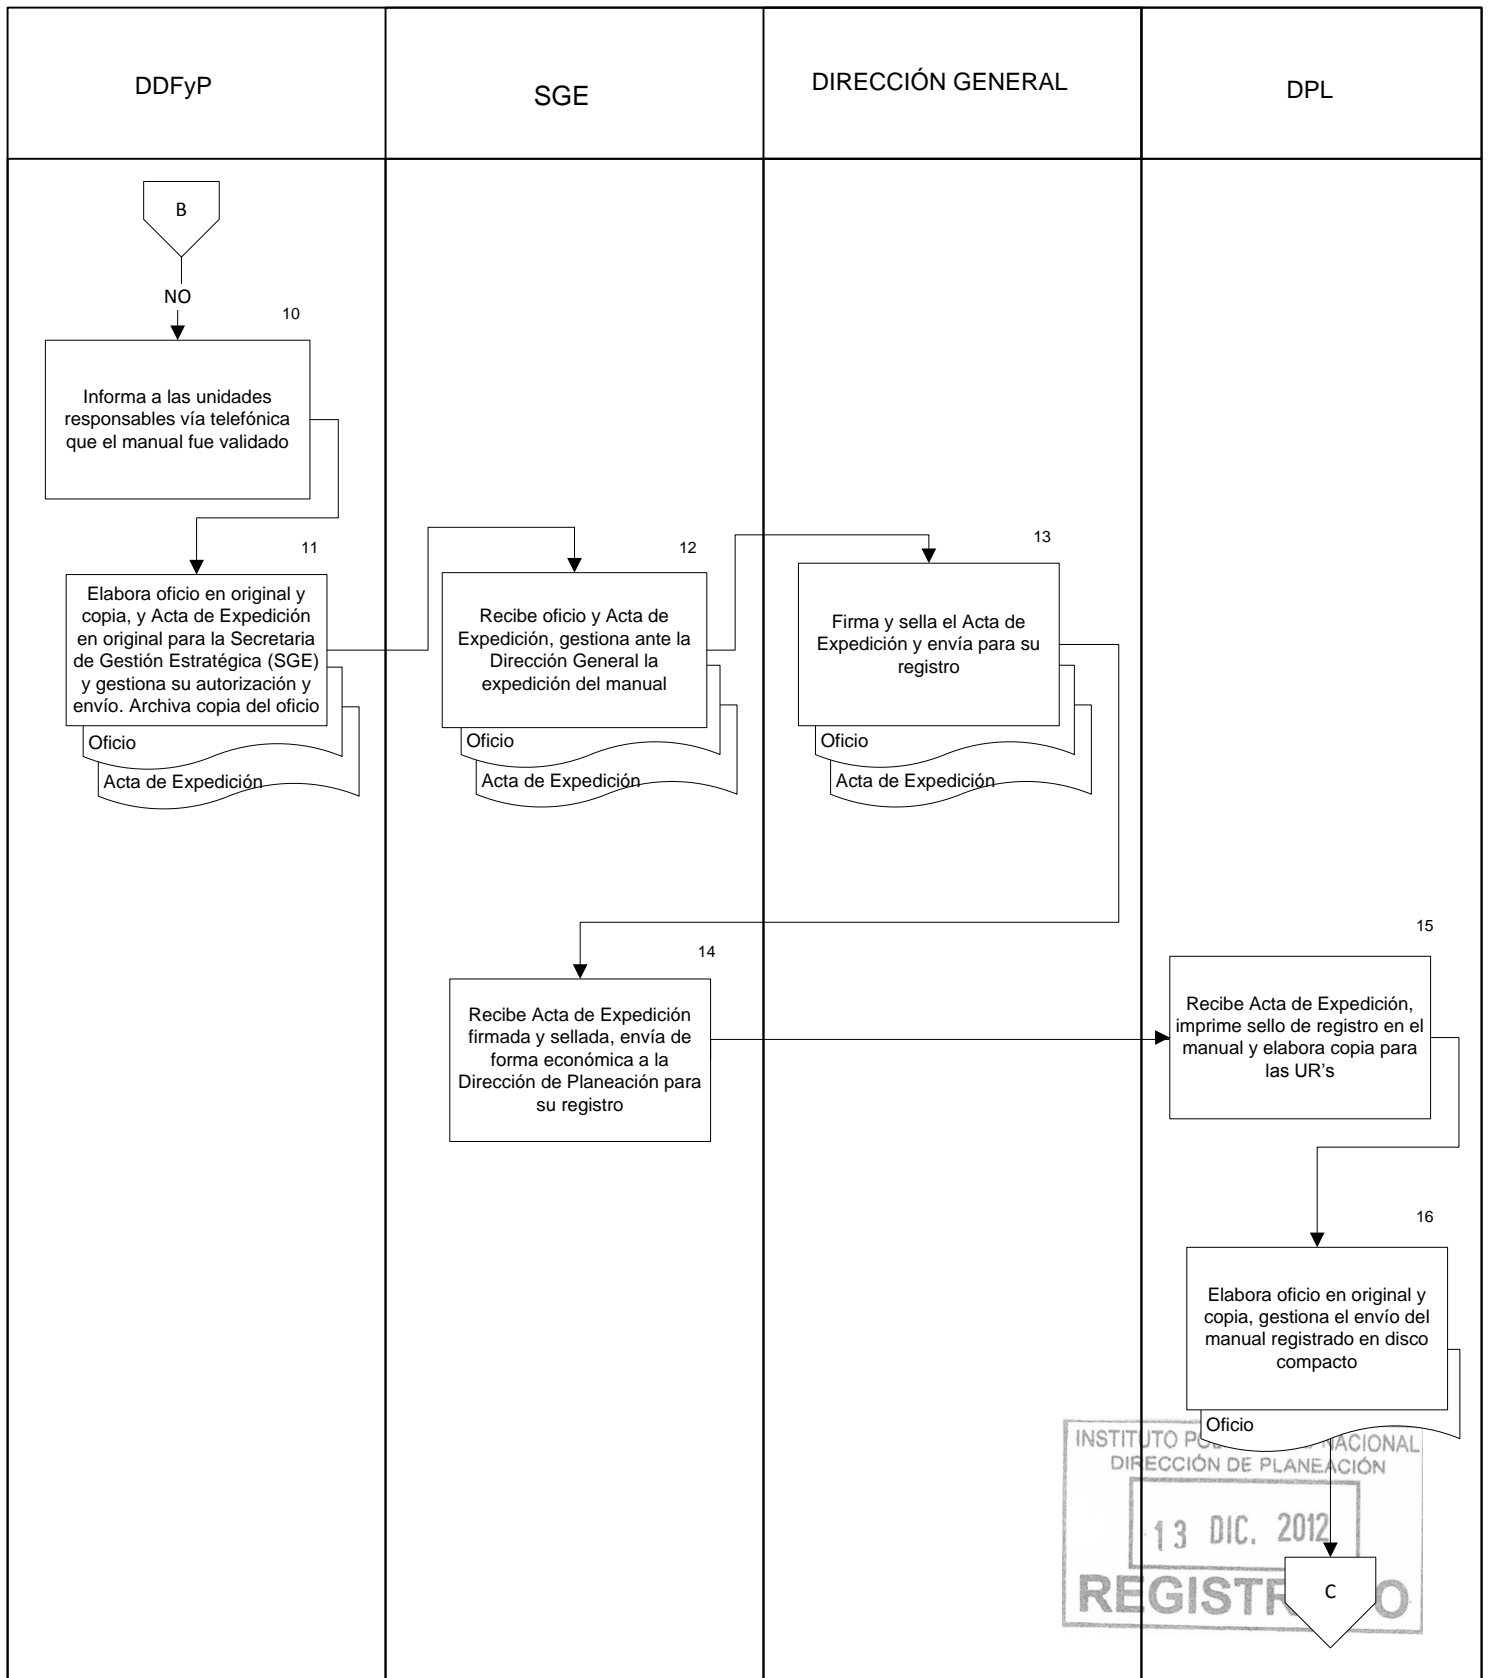 DDFyP
SGE
DIRECCIÓN GENERAL
DPL
B
NO
10
Informa a las unidades
responsables vía telefónica
que el manual fue validado
11
Elabora oficio en original y
copia, y Acta de Expedición
en original para la Secretaria
de Gestión Estratégica (SGE)
y gestiona su autorización y
envío. Archiva copia del oficio
Oficio
Acta de Expedición
12
Recibe oficio y Acta de
Expedición, gestiona ante la
Dirección General la
expedición del manual
Oficio
Acta de Expedición
13
Firma y sella el Acta de
Expedición y envía para su
registro
Oficio
Acta de Expedición
14
Recibe Acta de Expedición
firmada y sellada, envía de
forma económica a la
Dirección de Planeación para
su registro
15
Recibe Acta de Expedición,
imprime sello de registro en el
manual y elabora copia para
las UR's
16
Elabora oficio en original y
copia, gestiona el envío del
manual registrado en disco
compacto
Oficio
INSTITUTO NACIONAL
DIRECCIÓN DE PLANEACIÓN
13 DIC. 2012
C